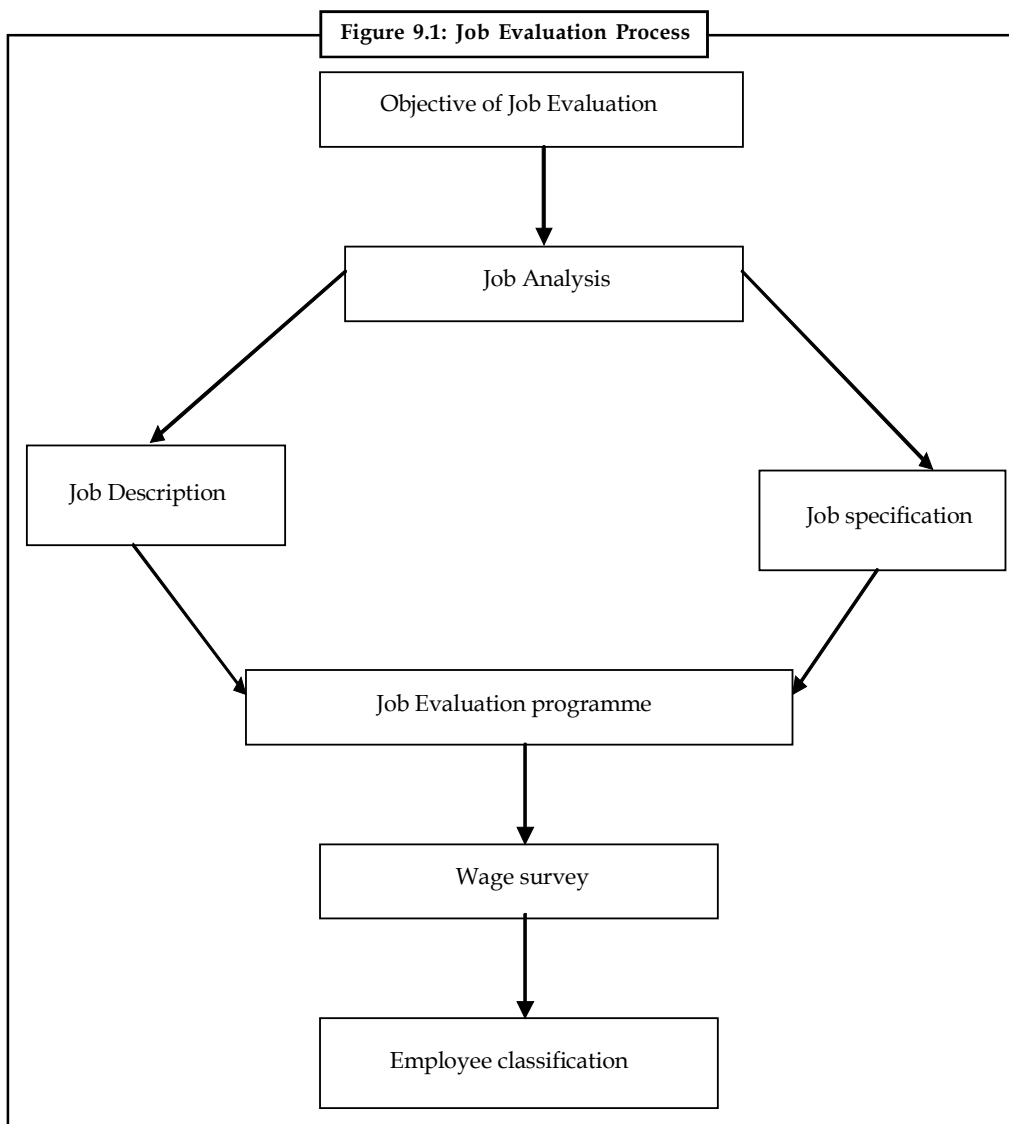 Figure 9.1: Job Evaluation Process
Objective of Job Evaluation
Job Analysis
Job Description
Job specification
Job Evaluation programme
Wage survey
Employee classification